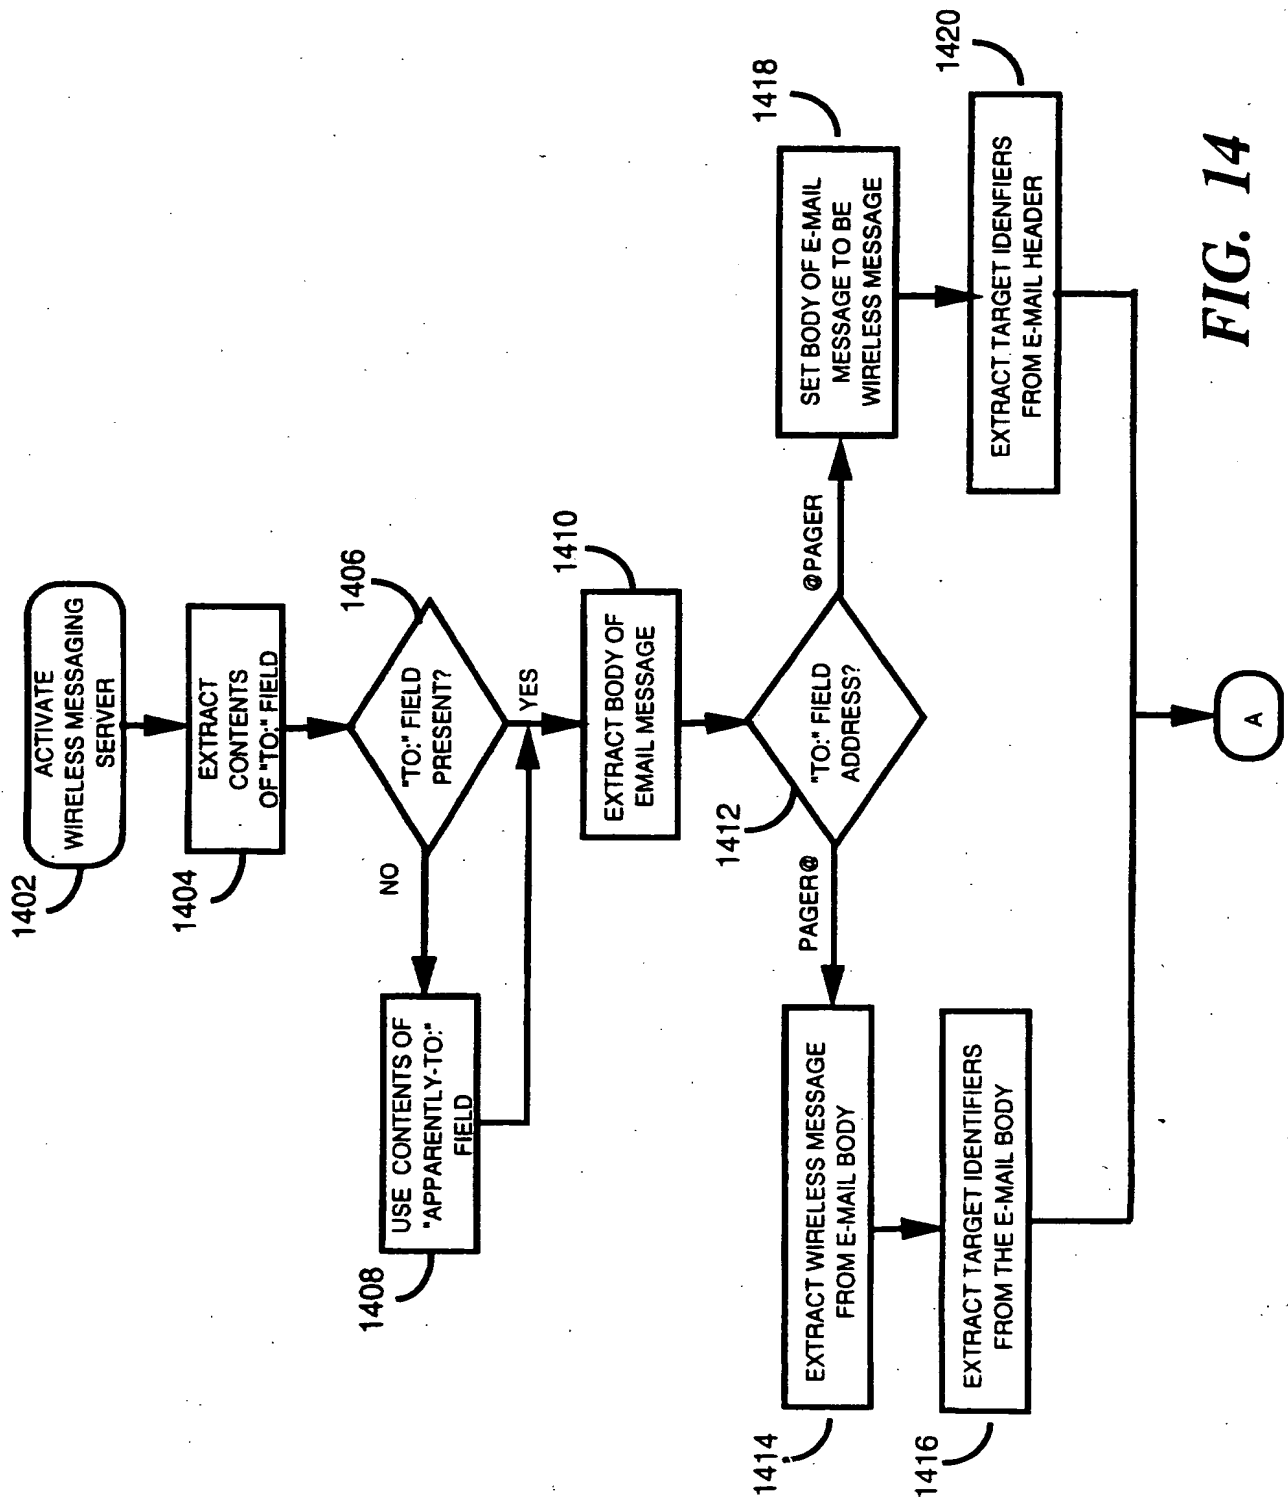 1402
ACTIVATE
WIRELESS MESSAGING
SERVER
1404
EXTRACT
CONTENTS
OF "TO:" FIELD
1406
"TO:" FIELD
PRESENT?
NO
YES
1408
USE CONTENTS OF
"APPARENTLY-TO:"
FIELD
1410
EXTRACT BODY OF
EMAIL MESSAGE
1412
"TO:" FIELD
ADDRESS?
PAGER@
@PAGER
1414
EXTRACT WIRELESS MESSAGE
FROM E-MAIL BODY
1416
EXTRACT TARGET IDENTIFIERS
FROM THE E-MAIL BODY
1418
SET BODY OF E-MAIL
MESSAGE TO BE
WIRELESS MESSAGE
1420
EXTRACT TARGET IDENFIERS
FROM E-MAIL HEADER
A
FIG. 14